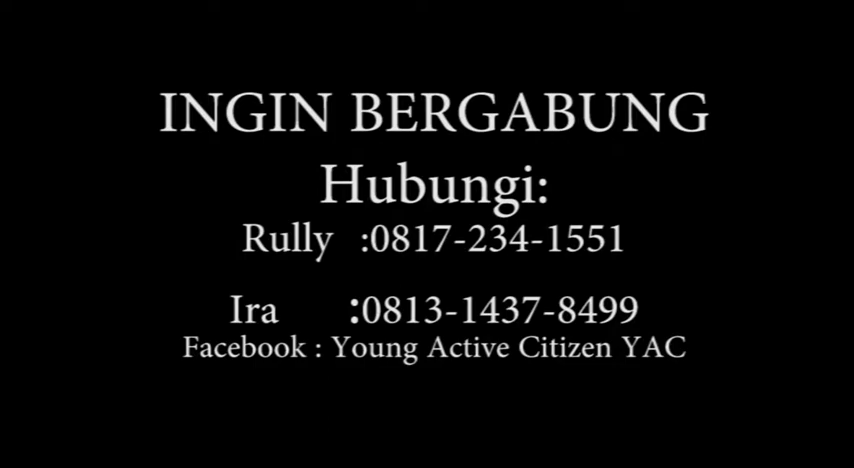 INGIN BERGABUNG
Hubungi:
Rully :0817-234-1551
Ira :0813-1437-8499
Facebook : Young Active Citizen YAC